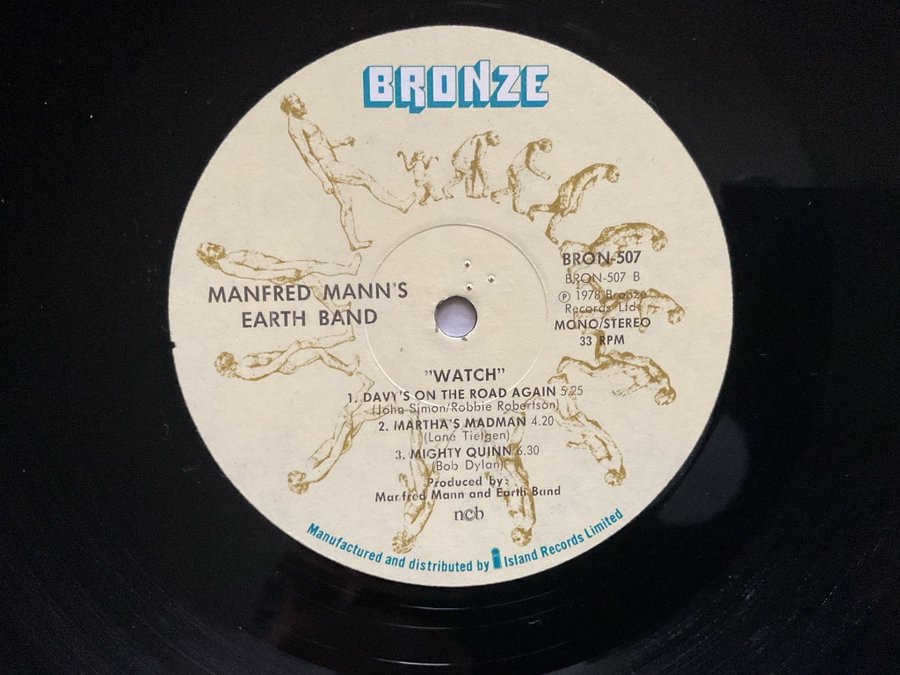 BRONZE
MANFRED MANN'S
EARTH BAND
BRON-507
BRON-507 B
℗ 1978 Bronze
Records Ltd.
MONO/STEREO
33 RPM
"WATCH"
1. DAVY'S ON THE ROAD AGAIN 5.25
(John Simon/Robbie Robertson)
2. MARTHA'S MADMAN 4.20
(Lane Tietgen)
3. MIGHTY QUINN 6.30
(Bob Dylan)
Produced by:
Manfred Mann and Earth Band
ncb
Manufactured and distributed by i Island Records Limited